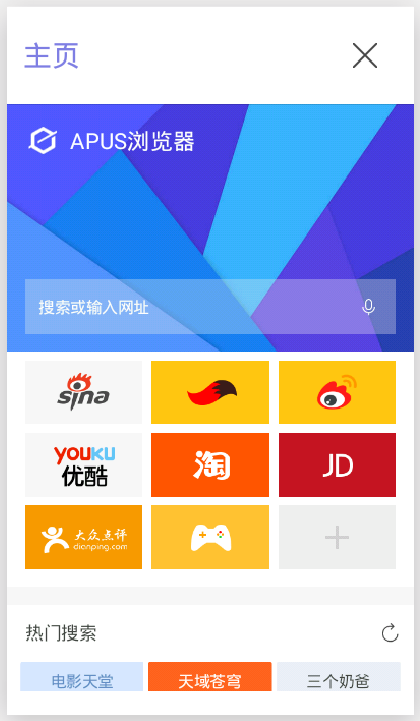 主页
APUS浏览器
搜索或输入网址
sina
YOUKU
优酷
淘
JD
大众点评
dianping.com
热门搜索
电影天堂
天域苍穹
三个奶爸